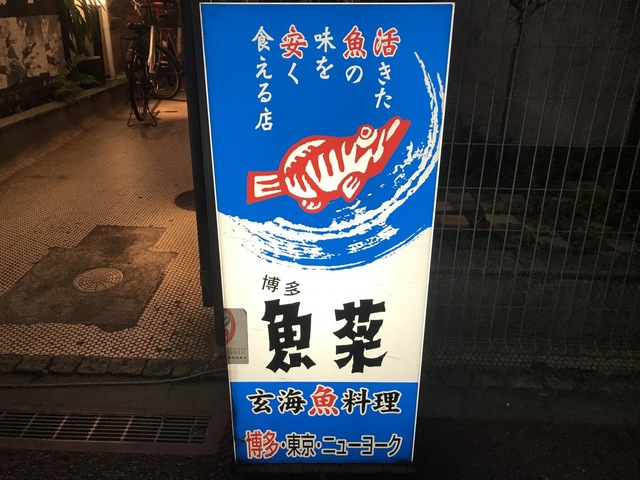 活きた
魚の
味を
安く
食える店
博多
魚菜
玄海魚料理
博多・東京・ニューヨーク